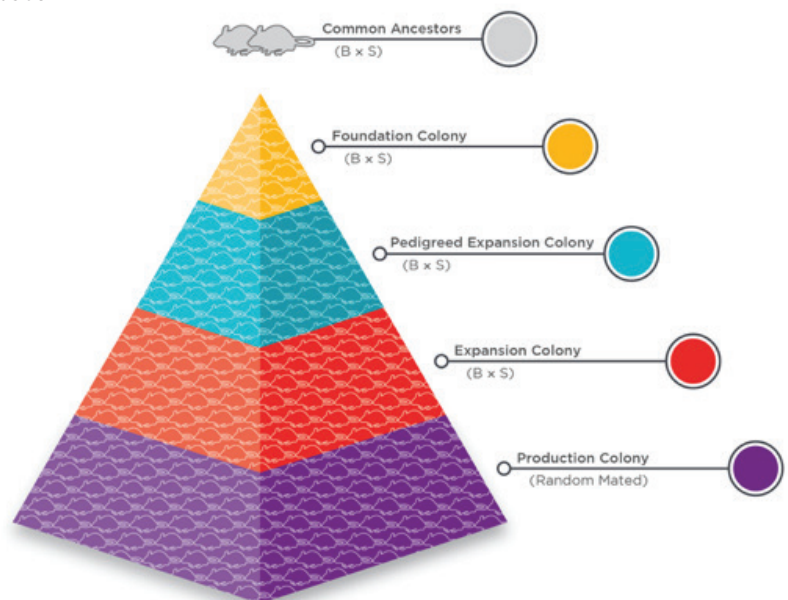 Common Ancestors
(B x S)
Foundation Colony
(B x S)
Pedigreed Expansion Colony
(B x S)
Expansion Colony
(B x S)
Production Colony
(Random Mated)